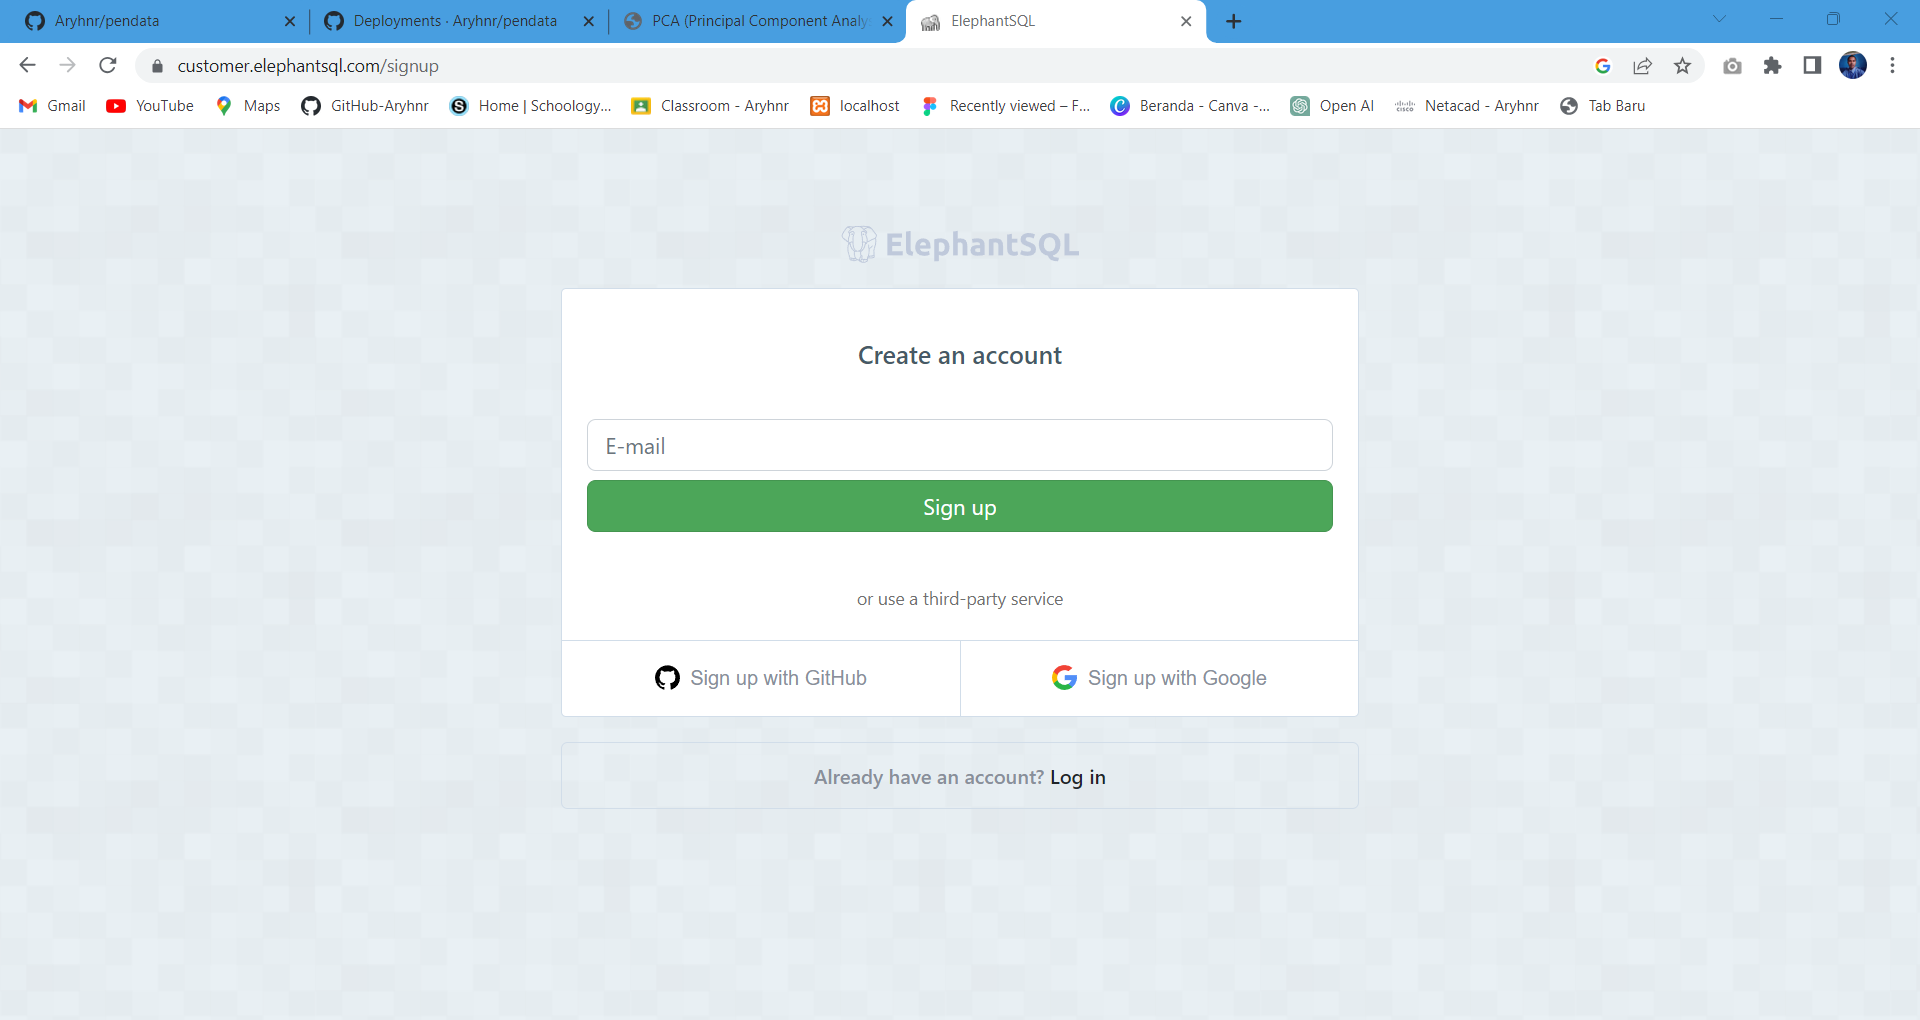 Aryhnr/pendata
Deployments · Aryhnr/pendata
PCA (Principal Component Analys
ElephantSQL
customer.elephantsql.com/signup
Gmail
YouTube
Maps
GitHub-Aryhnr
Home | Schoology...
Classroom - Aryhnr
localhost
Recently viewed – F...
Beranda - Canva -...
Open AI
Netacad - Aryhnr
Tab Baru
ElephantSQL
Create an account
E-mail
Sign up
or use a third-party service
Sign up with GitHub
Sign up with Google
Already have an account? Log in